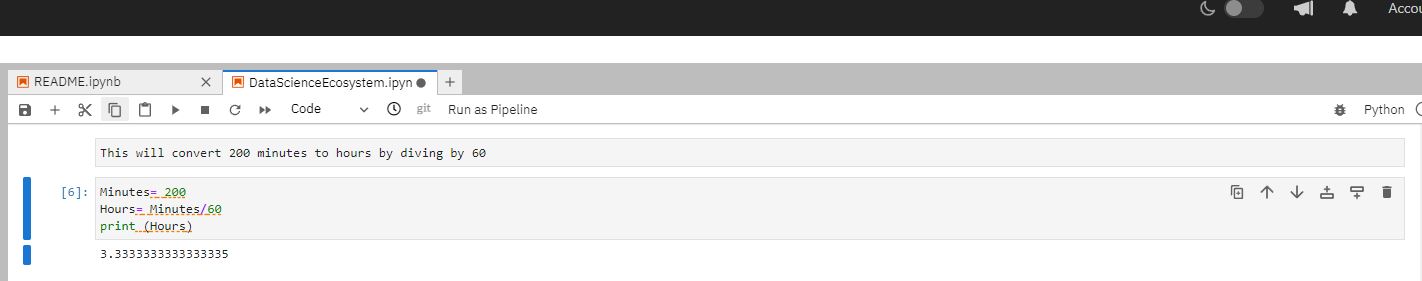 Accou
README.ipynb
DataScienceEcosystem.ipyn
Code
git
Run as Pipeline
Python
This will convert 200 minutes to hours by diving by 60
[6]:
Minutes= 200
Hours= Minutes/60
print (Hours)
3.3333333333333335